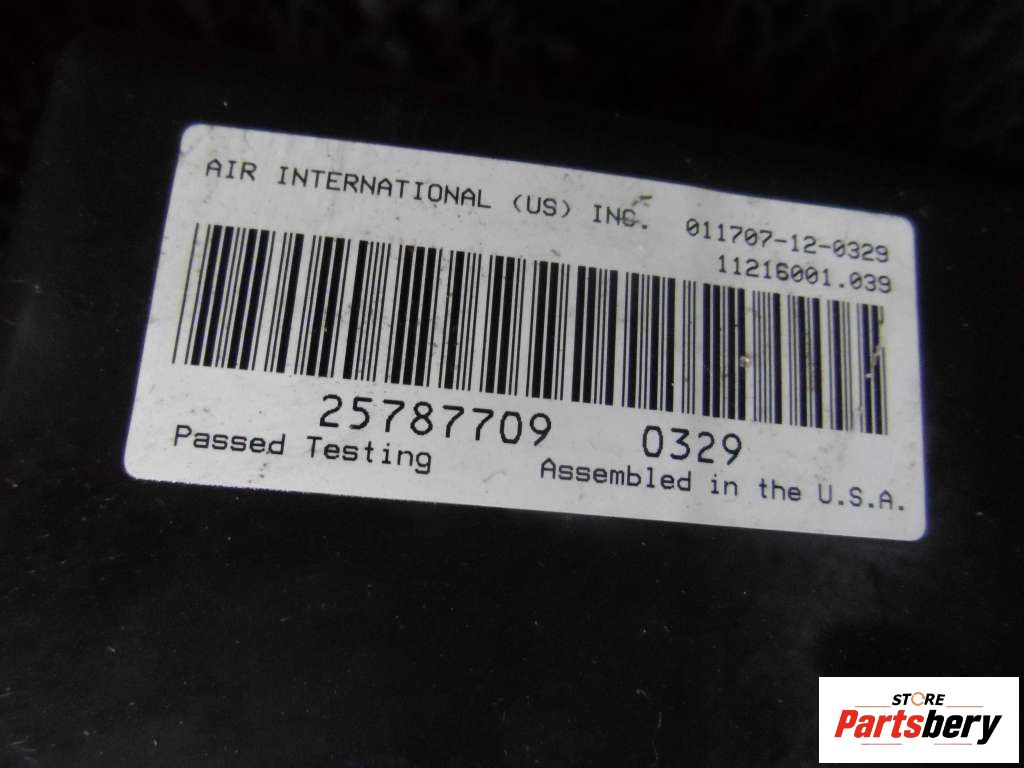 AIR INTERNATIONAL (US) INC. 011707-12-0329
11216001.039
25787709 0329
Passed Testing Assembled in the U.S.A.
STORE
Partsbery